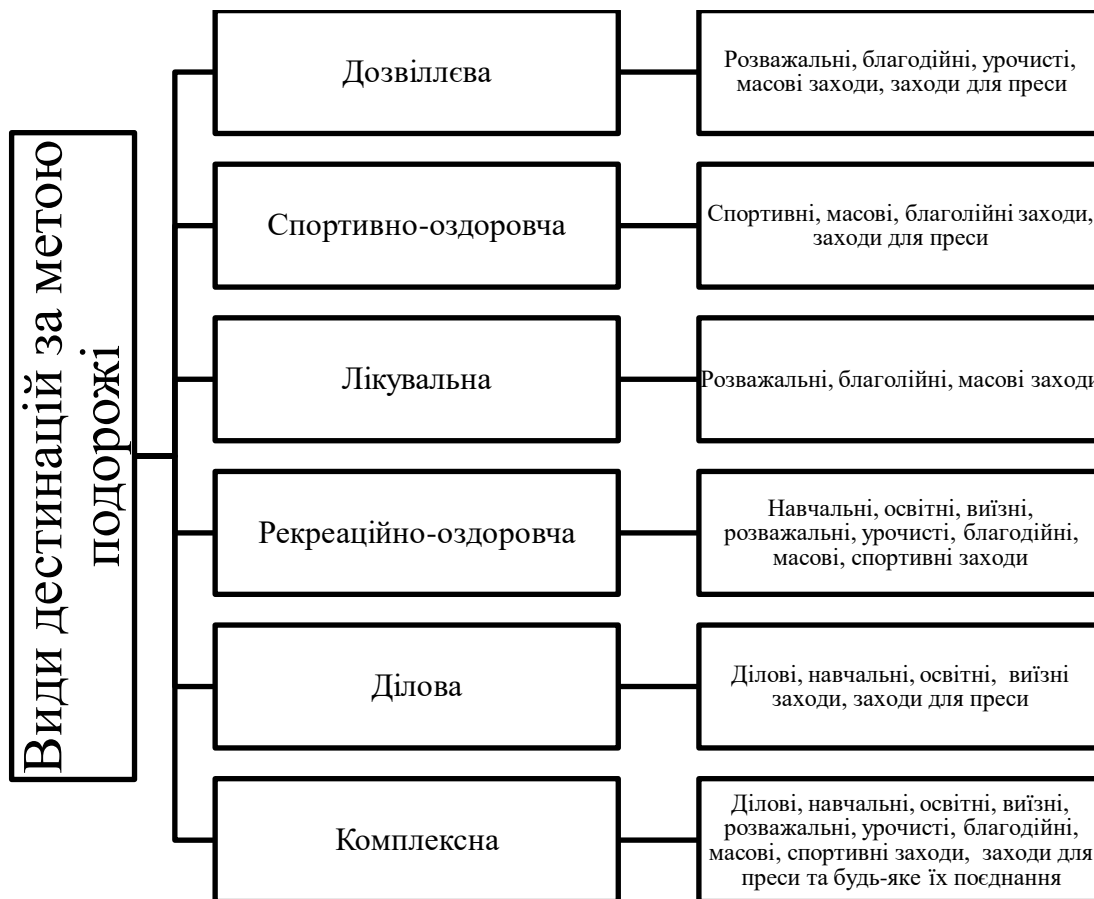 Види дестинацій за метою
подорожі
Дозвіллєва
Розважальні, благодійні, урочисті,
масові заходи, заходи для преси
Спортивно-оздоровча
Спортивні, масові, благолійні заходи,
заходи для преси
Лікувальна
Розважальні, благолійні, масові заходи
Рекреаційно-оздоровча
Навчальні, освітні, виїзні,
розважальні, урочисті, благодійні,
масові, спортивні заходи
Ділова
Ділові, навчальні, освітні, виїзні
заходи, заходи для преси
Комплексна
Ділові, навчальні, освітні, виїзні,
розважальні, урочисті, благодійні,
масові, спортивні заходи, заходи для
преси та будь-яке їх поєднання